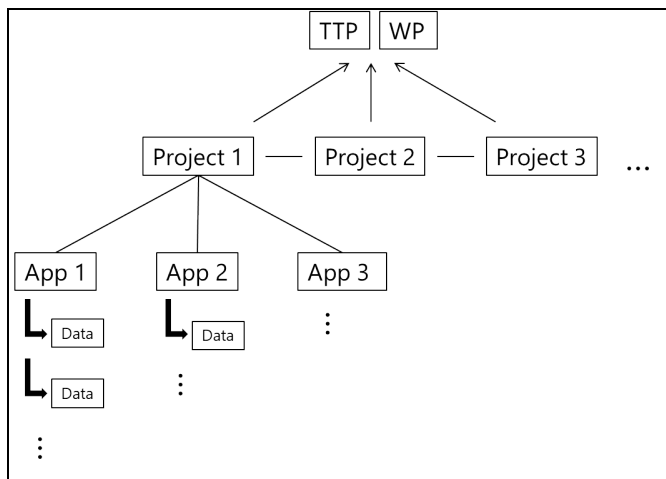 TTP WP
Project 1 Project 2 Project 3 ...
App 1 App 2 App 3
Data Data
Data